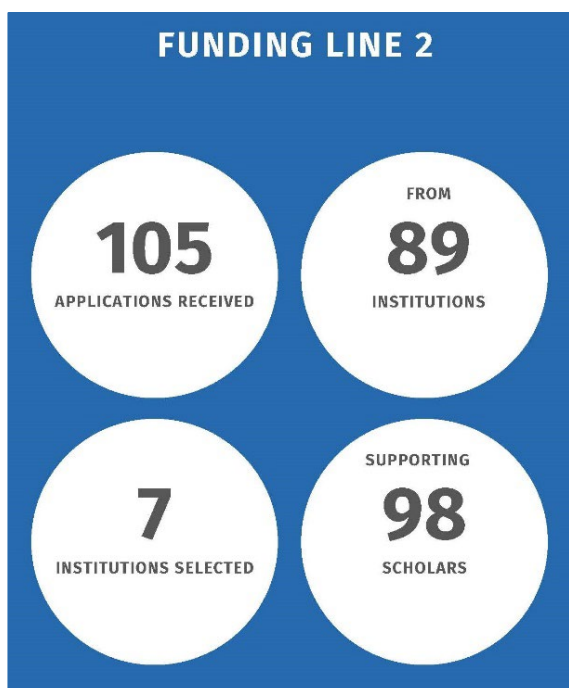 FUNDING LINE 2
105
APPLICATIONS RECEIVED
FROM
89
INSTITUTIONS
7
INSTITUTIONS SELECTED
SUPPORTING
98
SCHOLARS